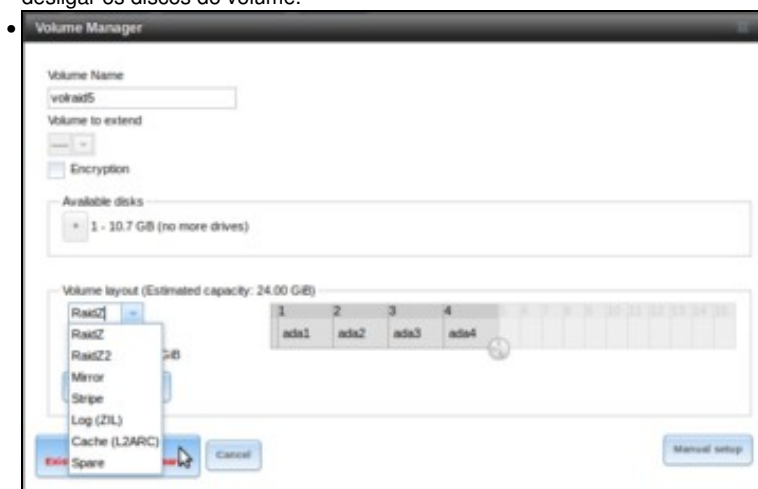 desligar os discos do volume.
Volume Manager
Volume Name
volraid5
Volume to extend
Encryption
Available disks
1 - 10.7 GB (no more drives)
Volume layout (Estimated capacity: 24.00 GiB)
RaidZ
1 2 3 4
ada1 ada2 ada3 ada4
RaidZ
RaidZ2
GiB
Mirror
Stripe
Log (ZIL)
Cache (L2ARC)
Spare
Cancel
Manual setup